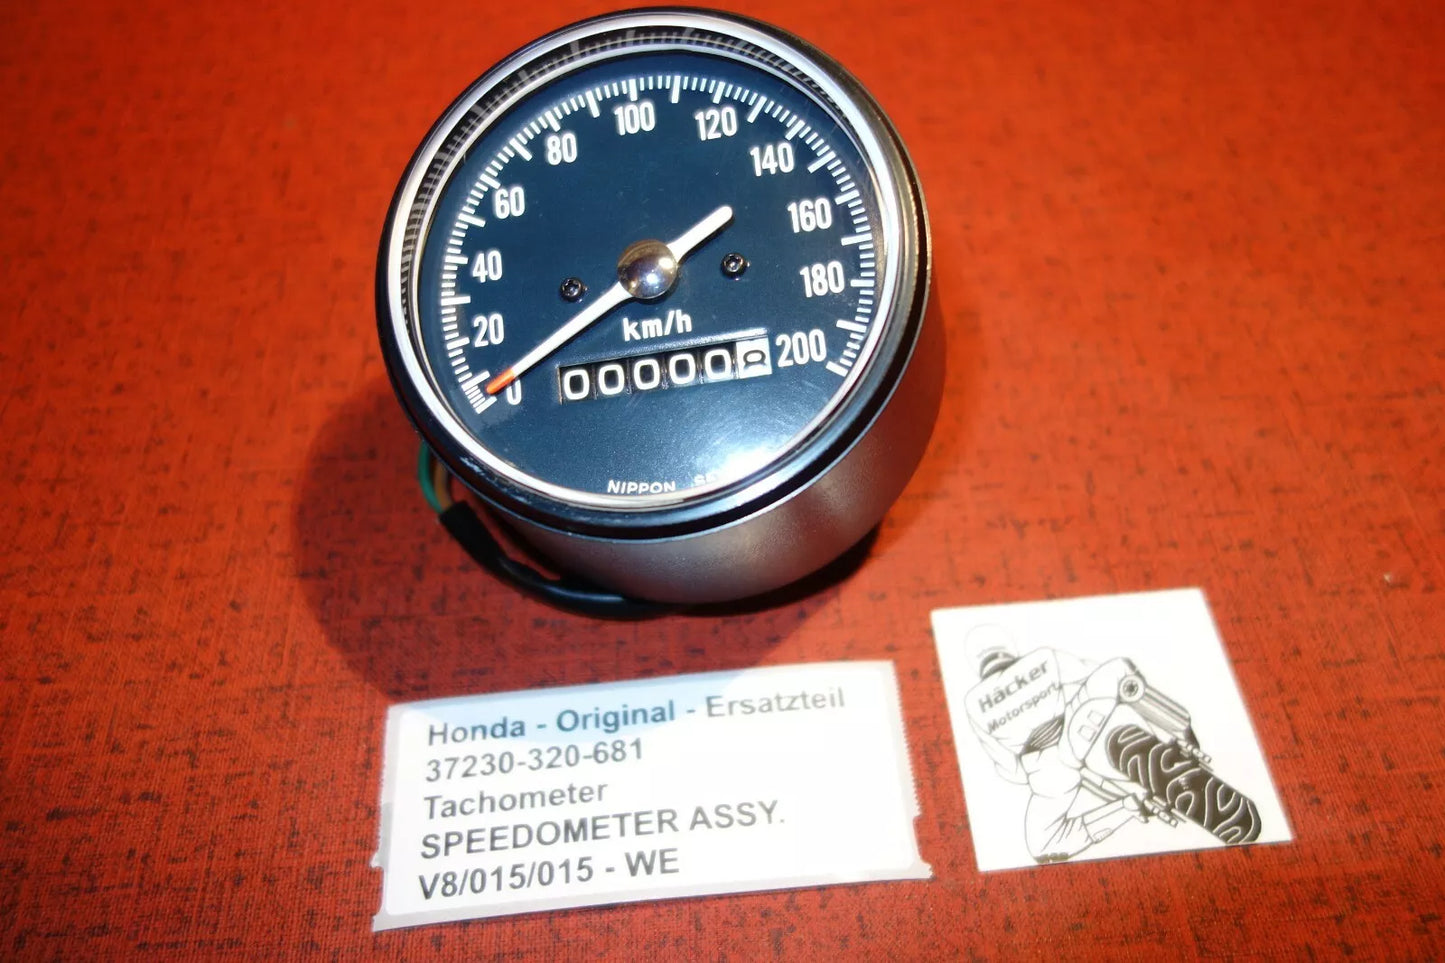 100
120
80
140
60
160
40
180
20
200
0
km/h
000000
NIPPON
Honda - Original - Ersatzteil
37230-320-681
Tachometer
SPEEDOMETER ASSY.
V8/015/015 - WE
Häcker
Motorsport